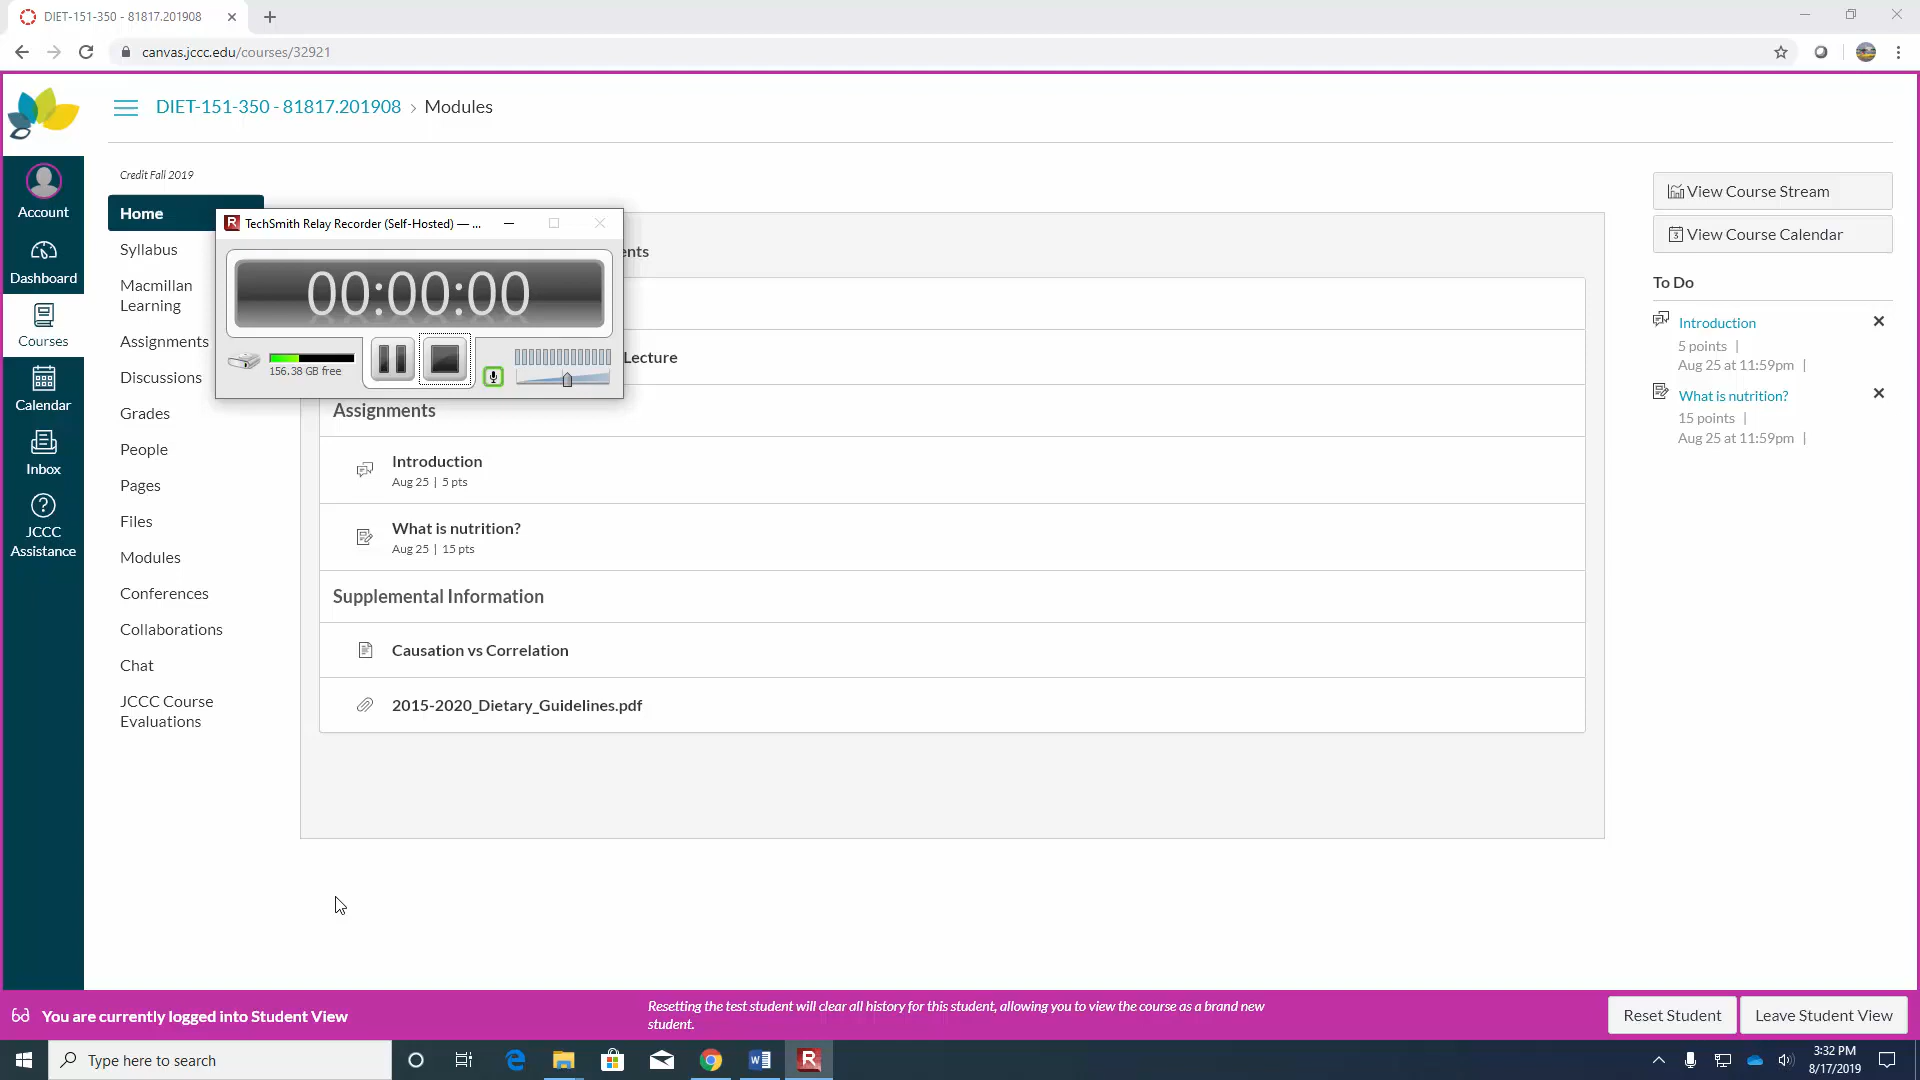 DIET-151-350 - 81817.201908
canvas.jccc.edu/courses/32921
DIET-151-350 - 81817.201908 › Modules
Account
Dashboard
Courses
Calendar
Inbox
JCCC
Assistance
Credit Fall 2019
Home
Syllabus
Macmillan
Learning
Assignments
Discussions
Grades
People
Pages
Files
Modules
Conferences
Collaborations
Chat
JCCC Course
Evaluations
TechSmith Relay Recorder (Self-Hosted) — ...
00:00:00
156.38 GB free
ents
Lecture
Assignments
Introduction
Aug 25 | 5 pts
What is nutrition?
Aug 25 | 15 pts
Supplemental Information
Causation vs Correlation
2015-2020_Dietary_Guidelines.pdf
View Course Stream
3 View Course Calendar
To Do
Introduction
5 points |
Aug 25 at 11:59pm |
What is nutrition?
15 points |
Aug 25 at 11:59pm |
You are currently logged into Student View
Resetting the test student will clear all history for this student, allowing you to view the course as a brand new
student.
Reset Student
Leave Student View
Type here to search
3:32 PM
8/17/2019